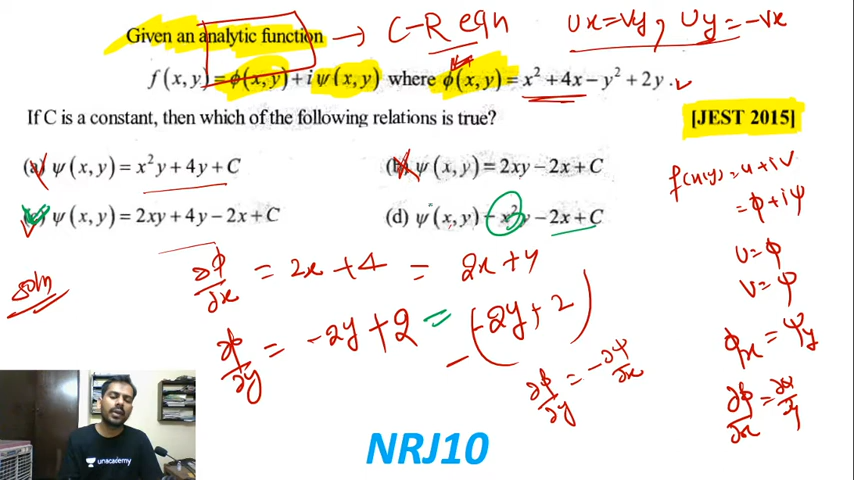 Given an analytic function → C-R eqn Ux=Vy, Uy=-Vx
f(x,y)=ϕ(x,y)+iψ(x,y) where ϕ(x,y)=x²+4x−y²+2y.
If C is a constant, then which of the following relations is true? [JEST 2015]
(a) ψ(x,y)=x²y+4y+C (b) ψ(x,y)=2xy−2x+C
(c) ψ(x,y)=2xy+4y−2x+C (d) ψ(x,y)=x²y−2x+C
f(x,y)=u+iv
=ϕ+iψ
u=ϕ
v=ψ
ϕx=ψy
∂ϕ/∂x=∂ψ/∂y
Soln
∂ϕ/∂x = 2x+4 = 2x+4
∂ϕ/∂y = -2y+2 = -(-2y+2)
∂ϕ/∂y = -∂ψ/∂x
unacademy
NRJ10